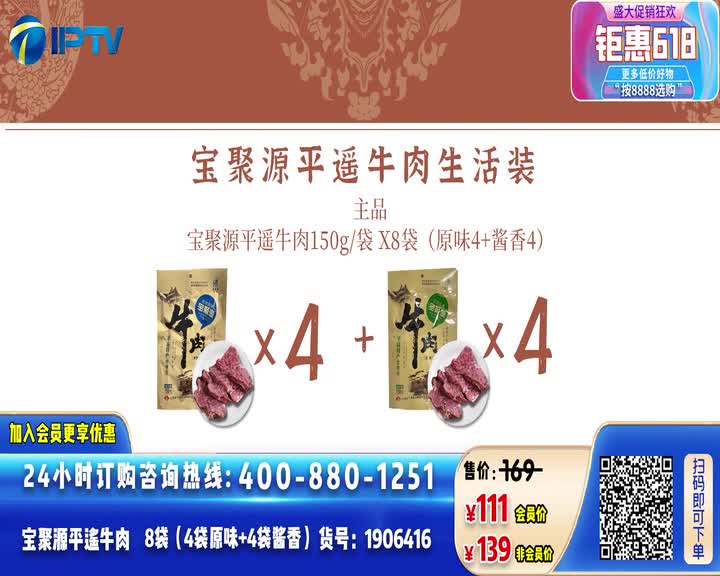 IPTV
盛大促销狂欢
钜惠618
更多低价好物
“按8888选购”
宝聚源平遥牛肉生活装
主品
宝聚源平遥牛肉150g/袋 X8袋（原味4+酱香4）
牛肉
x4
+
牛肉
x4
加入会员更享优惠
24小时订购咨询热线：400-880-1251
宝聚源平遥牛肉 8袋（4袋原味+4袋酱香）货号：1906416
售价：169
¥111 会员价
¥139 非会员价
扫码即可下单